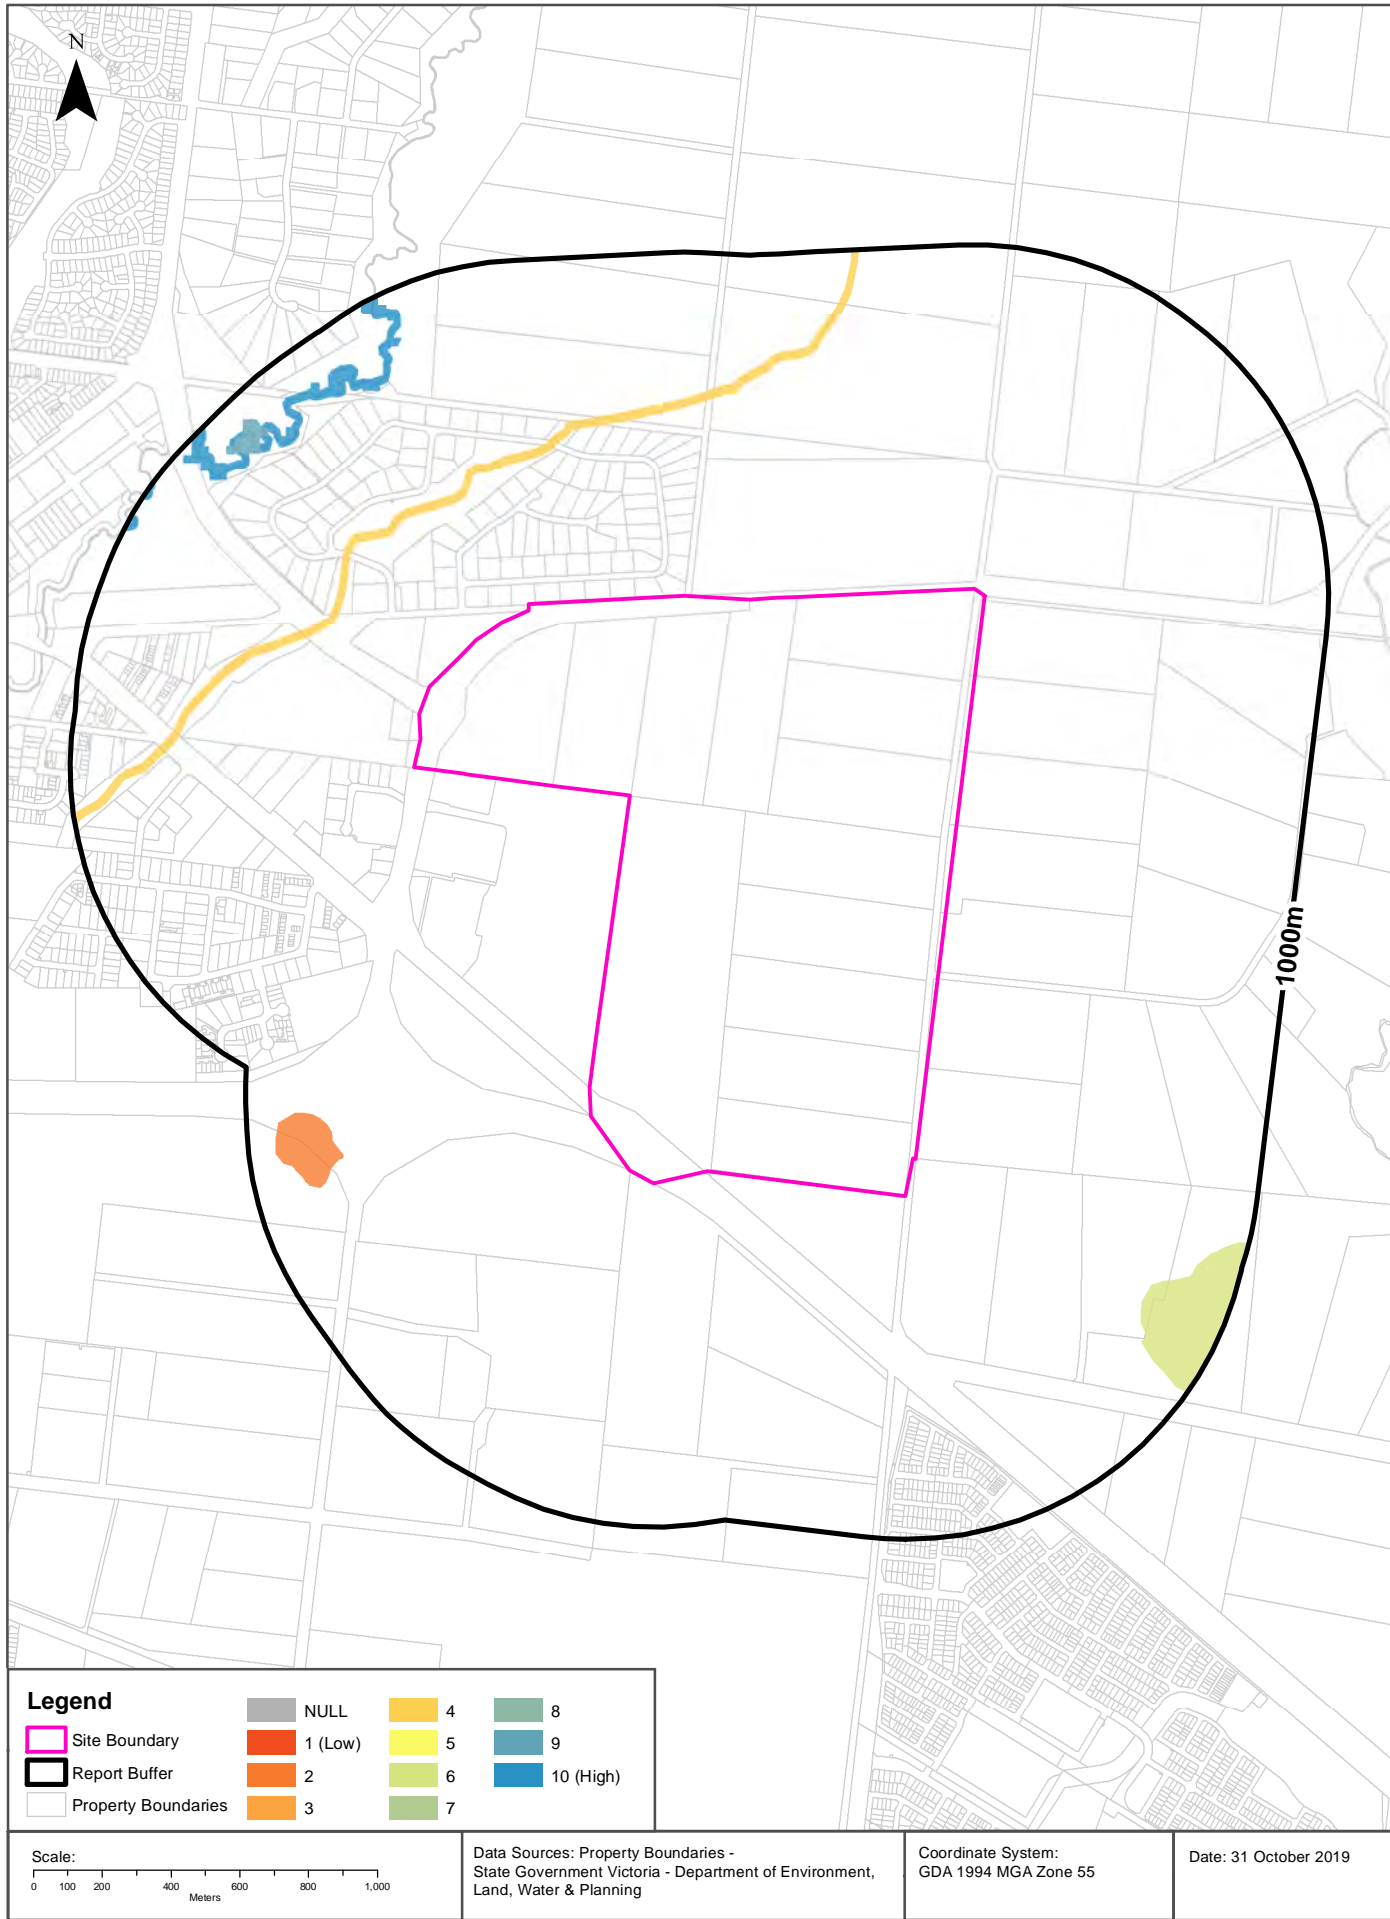 N
1000m
Legend
Site Boundary
Report Buffer
Property Boundaries
NULL
1 (Low)
2
3
4
5
6
7
8
9
10 (High)
Scale:
0 100 200 400 600 800 1,000
Meters
Data Sources: Property Boundaries -
State Government Victoria - Department of Environment,
Land, Water & Planning
Coordinate System:
GDA 1994 MGA Zone 55
Date: 31 October 2019